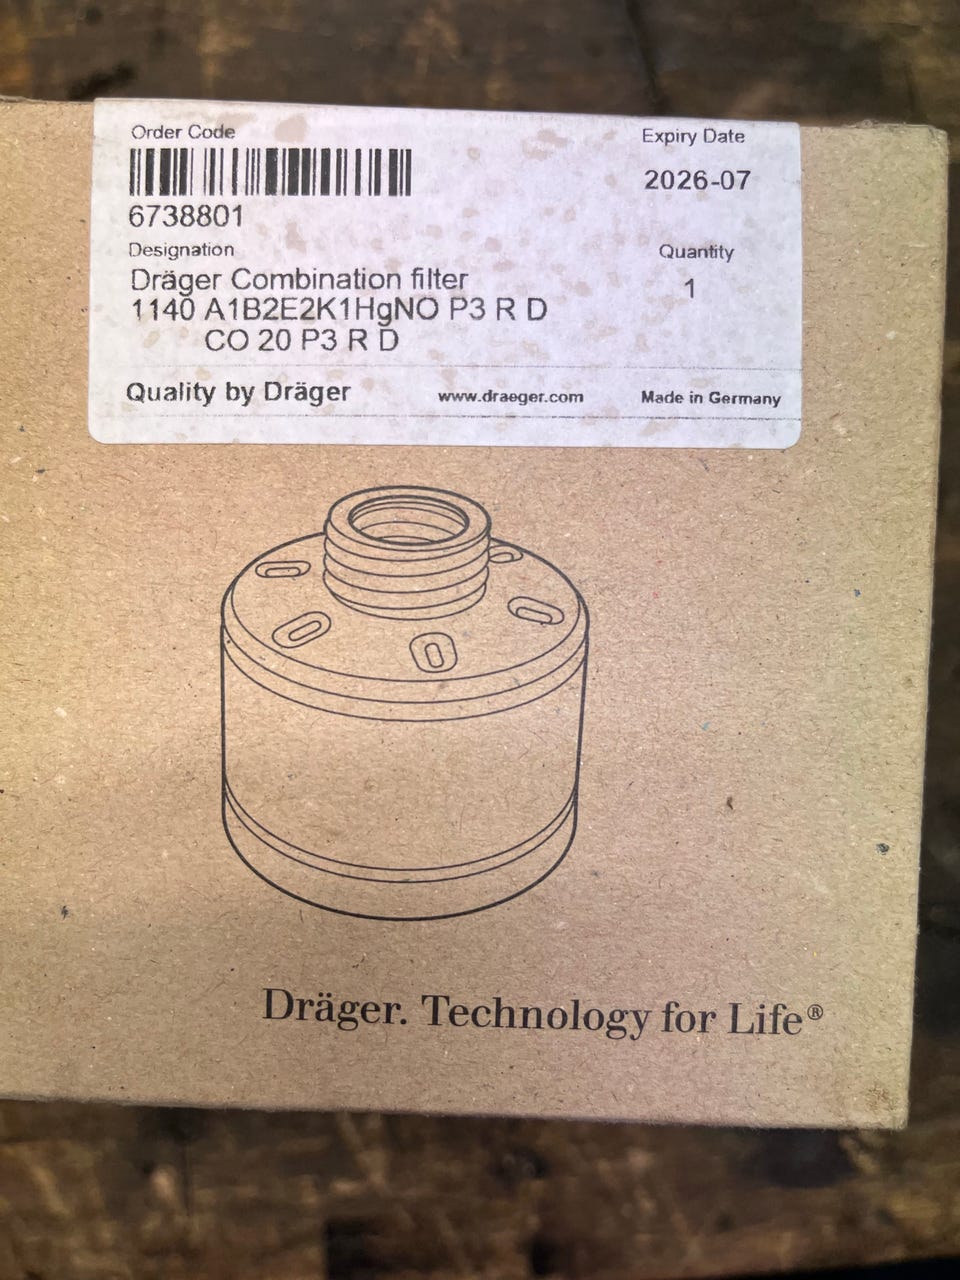 Order Code
Expiry Date
2026-07
6738801
Designation
Quantity
Dräger Combination filter
1
1140 A1B2E2K1HgNO P3 R D
CO 20 P3 R D
Quality by Dräger
www.draeger.com
Made in Germany
Dräger. Technology for Life®